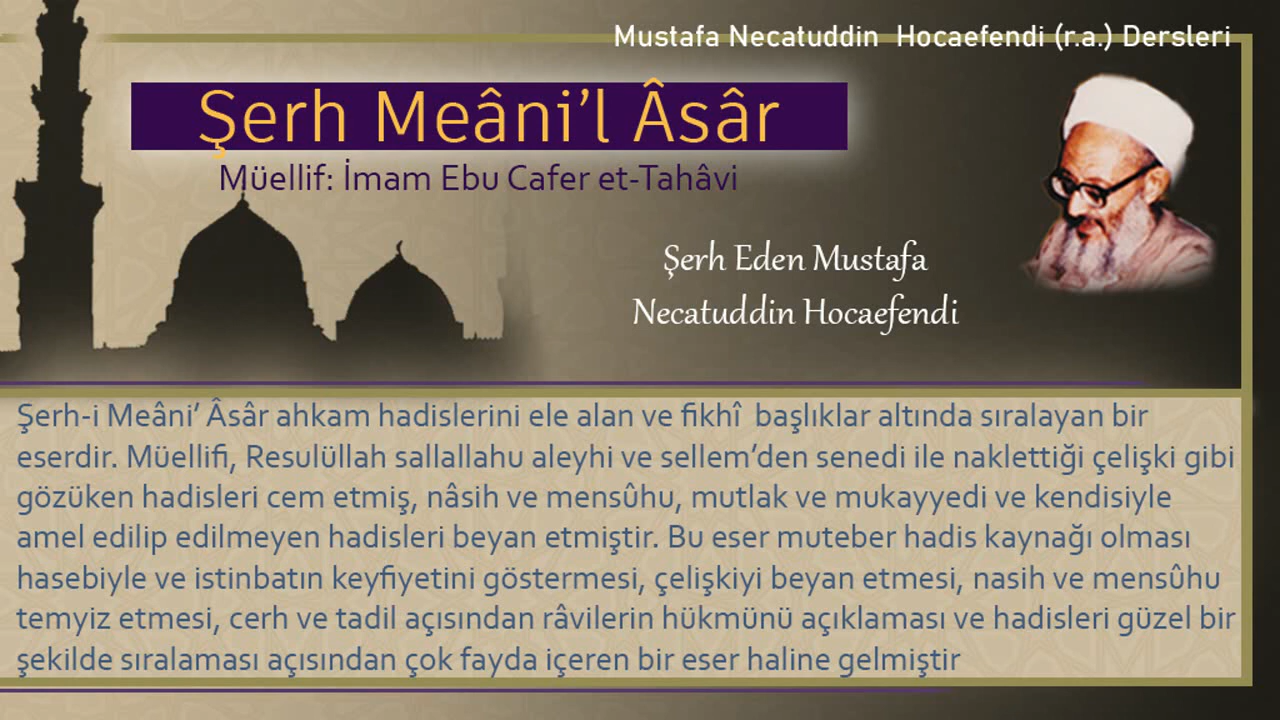 Mustafa Necatuddin Hocaefendi (r.a.) Dersleri
Şerh Meâni’l Âsâr
Müellif: İmam Ebu Cafer et-Tahâvi
Şerh Eden Mustafa
Necatuddin Hocaefendi
Şerh-i Meâni’ Âsâr ahkam hadislerini ele alan ve fikhî başlıklar altında sıralayan bir
eserdir. Müellifi, Resulüllah sallallahu aleyhi ve sellem’den senedi ile naklettiği çelişki gibi
gözüken hadisleri cem etmiş, nâsih ve mensûhu, mutlak ve mukayyedi ve kendisiyle
amel edilip edilmeyen hadisleri beyan etmiştir. Bu eser muteber hadis kaynağı olması
hasebiyle ve istinbatın keyfiyetini göstermesi, çelişkiyi beyan etmesi, nasih ve mensûhu
temyiz etmesi, cerh ve tadil açısından râvilerin hükmünü açıklaması ve hadisleri güzel bir
şekilde sıralaması açısından çok fayda içeren bir eser haline gelmiştir